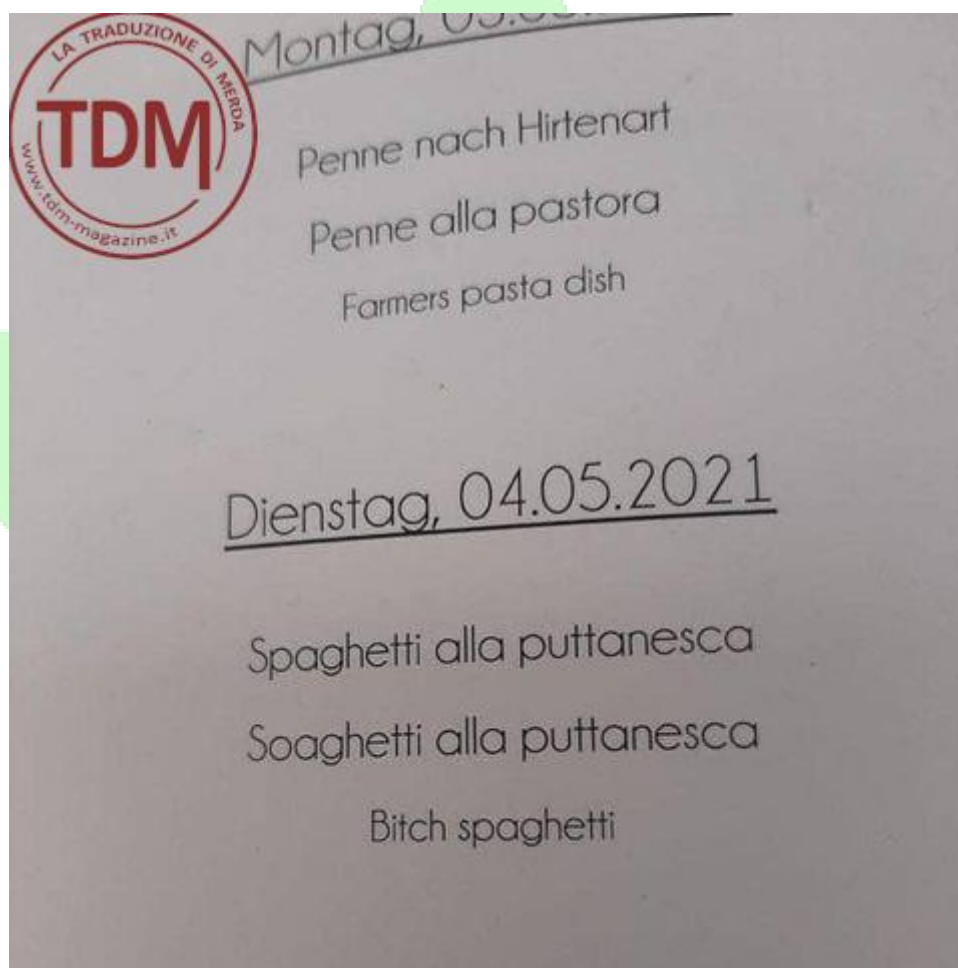 LA TRADUZIONE DI MERDA
TDM
www.tdm-magazine.it
Montag,
Penne nach Hirtenart
Penne alla pastora
Farmers pasta dish
Dienstag, 04.05.2021
Spaghetti alla puttanesca
Soaghetti alla puttanesca
Bitch spaghetti